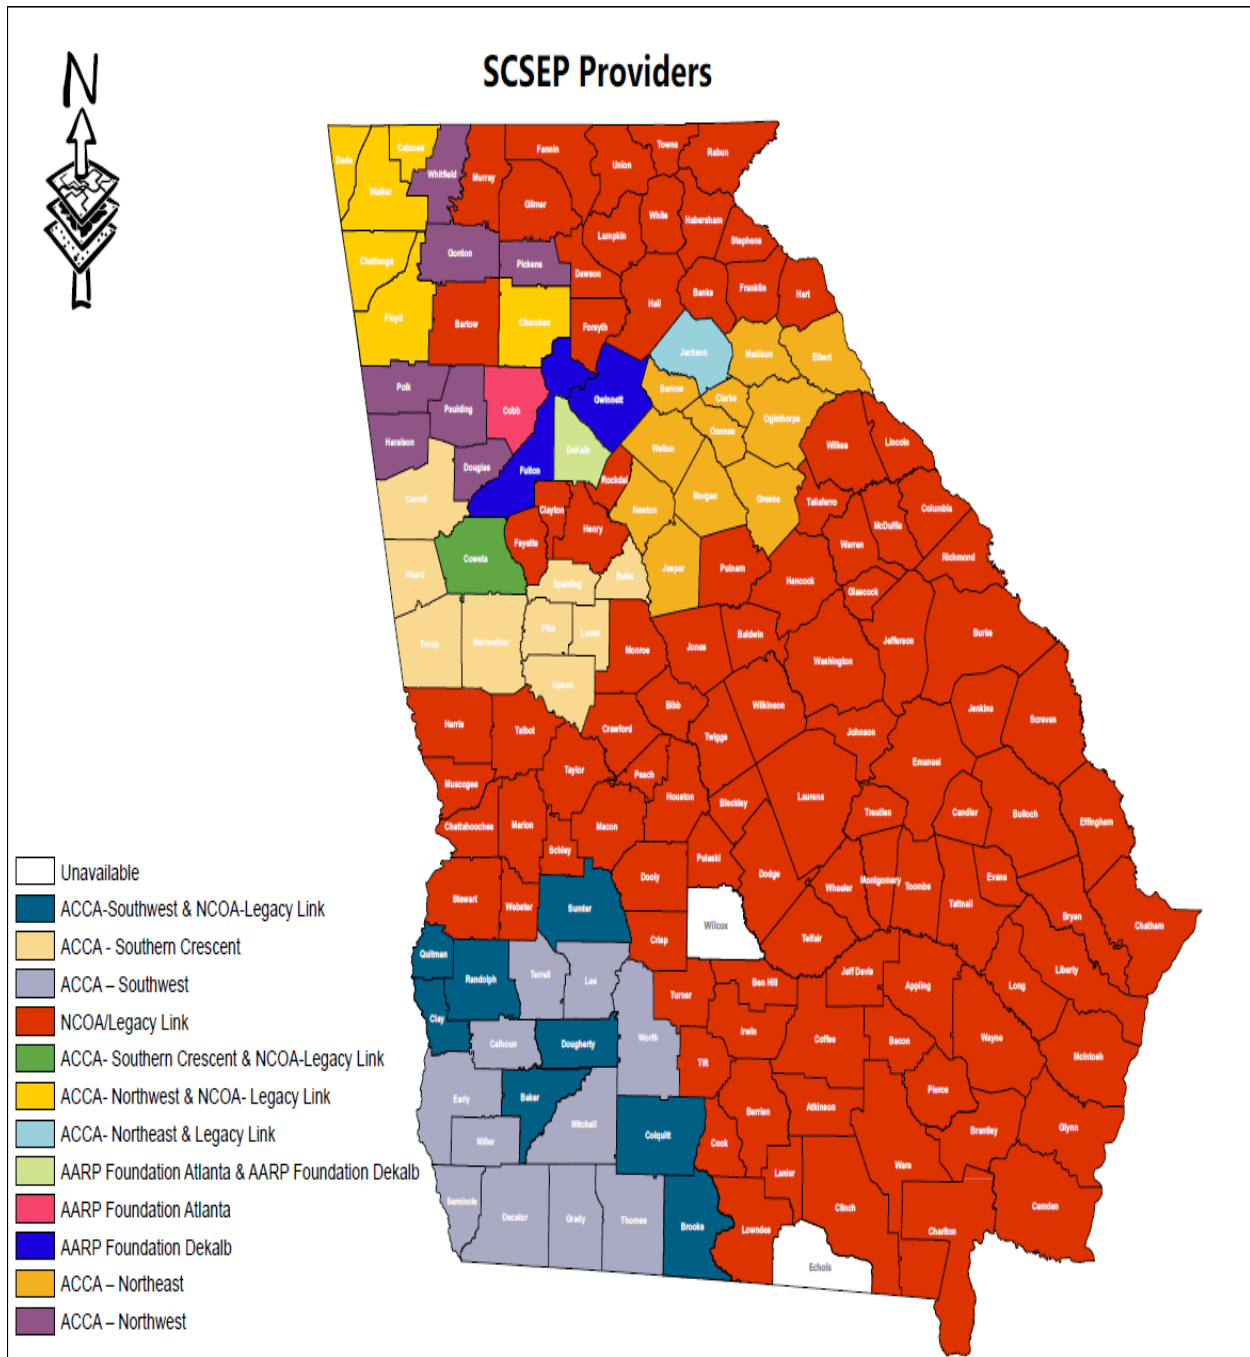 N
SCSEP Providers
Dade
Catoosa
Walker
Whitfield
Murray
Fannin
Union
Towns
Rabun
Gilmer
White
Habersham
Lumpkin
Stephens
Chattooga
Gordon
Pickens
Dawson
Hall
Banks
Franklin
Hart
Floyd
Bartow
Cherokee
Forsyth
Jackson
Madison
Elbert
Polk
Paulding
Cobb
Gwinnett
Barrow
Clarke
Oconee
Oglethorpe
Haralson
Douglas
Fulton
DeKalb
Walton
Wilkes
Lincoln
Rockdal
Carroll
Clayton
Henry
Newton
Morgan
Greene
Taliaferro
McDuffie
Columbia
Coweta
Fayette
Warren
Richmond
Heard
Spalding
Butts
Jasper
Putnam
Hancock
Glascock
Troup
Meriwether
Pike
Lamar
Monroe
Jones
Baldwin
Washington
Jefferson
Burke
Upson
Bibb
Wilkinson
Jenkins
Screven
Harris
Talbot
Crawford
Twiggs
Johnson
Emanuel
Muscogee
Taylor
Peach
Houston
Bleckley
Laurens
Treutlen
Candler
Bulloch
Effingham
Chattahoochee
Marion
Macon
Schley
Pulaski
Dooly
Dodge
Wheeler
Montgomery
Toombs
Evans
Tattnall
Stewart
Webster
Sumter
Crisp
Wilcox
Telfair
Bryan
Chatham
Quitman
Randolph
Terrell
Lee
Turner
Ben Hill
Jeff Davis
Appling
Long
Liberty
Clay
Calhoun
Dougherty
Worth
Tift
Irwin
Coffee
Bacon
Wayne
McIntosh
Early
Baker
Mitchell
Colquitt
Cook
Berrien
Atkinson
Pierce
Brantley
Glynn
Miller
Lanier
Ware
Seminole
Decatur
Grady
Thomas
Brooks
Lowndes
Clinch
Charlton
Camden
Echols
Unavailable
ACCA-Southwest & NCOA-Legacy Link
ACCA - Southern Crescent
ACCA – Southwest
NCOA/Legacy Link
ACCA- Southern Crescent & NCOA-Legacy Link
ACCA- Northwest & NCOA- Legacy Link
ACCA- Northeast & Legacy Link
AARP Foundation Atlanta & AARP Foundation Dekalb
AARP Foundation Atlanta
AARP Foundation Dekalb
ACCA – Northeast
ACCA – Northwest